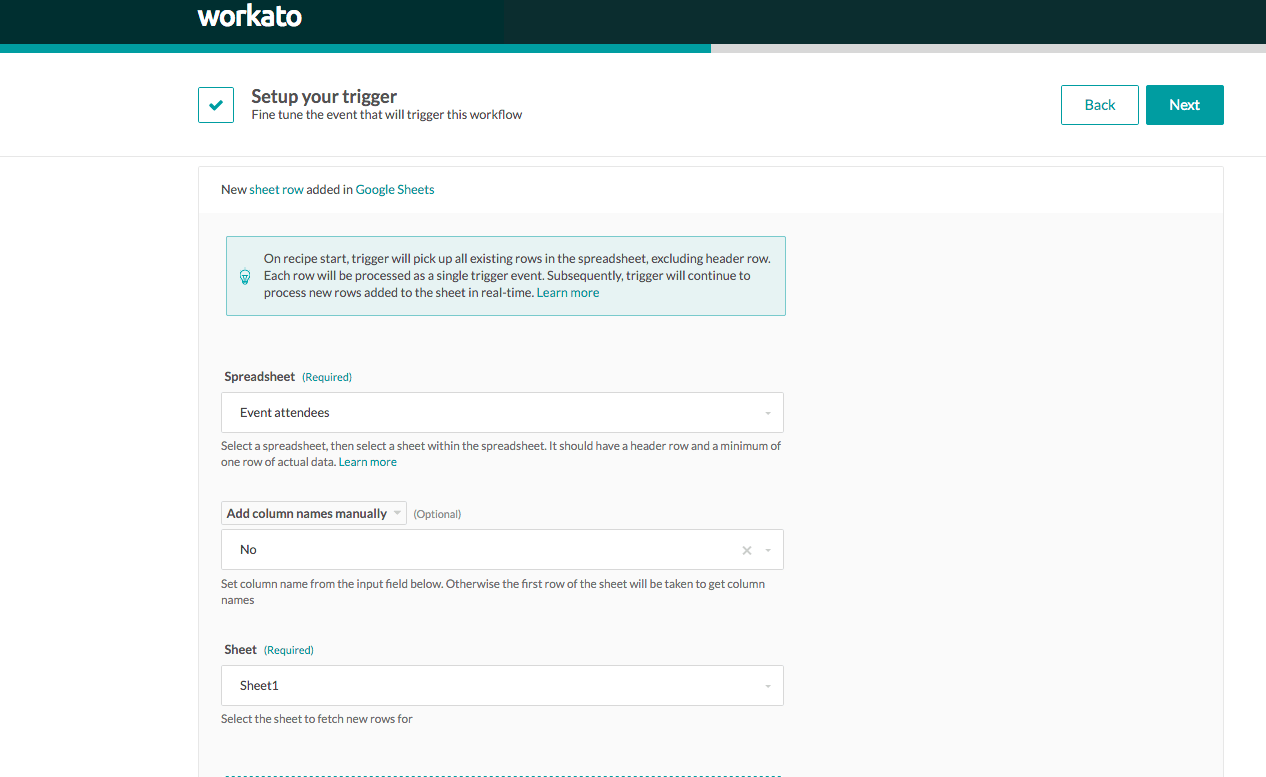 workato
Setup your trigger
Fine tune the event that will trigger this workflow
Back
Next
New sheet row added in Google Sheets
On recipe start, trigger will pick up all existing rows in the spreadsheet, excluding header row.
Each row will be processed as a single trigger event. Subsequently, trigger will continue to
process new rows added to the sheet in real-time. Learn more
Spreadsheet (Required)
Event attendees
Select a spreadsheet, then select a sheet within the spreadsheet. It should have a header row and a minimum of
one row of actual data. Learn more
Add column names manually (Optional)
No
Set column name from the input field below. Otherwise the first row of the sheet will be taken to get column
names
Sheet (Required)
Sheet1
Select the sheet to fetch new rows for